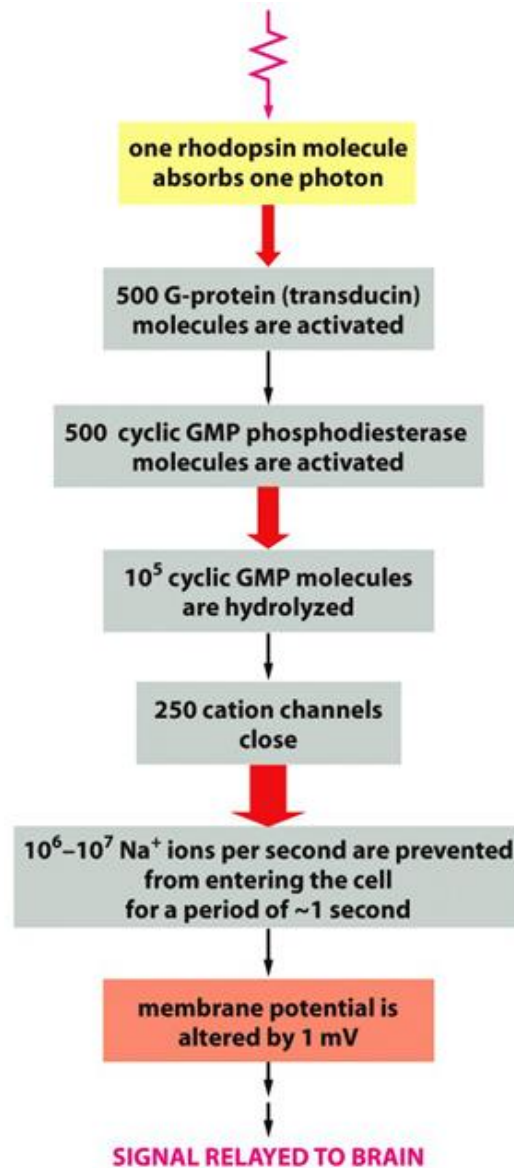 one rhodopsin molecule
absorbs one photon
500 G-protein (transducin)
molecules are activated
500 cyclic GMP phosphodiesterase
molecules are activated
10⁵ cyclic GMP molecules
are hydrolyzed
250 cation channels
close
10⁶–10⁷ Na⁺ ions per second are prevented
from entering the cell
for a period of ~1 second
membrane potential is
altered by 1 mV
SIGNAL RELAYED TO BRAIN